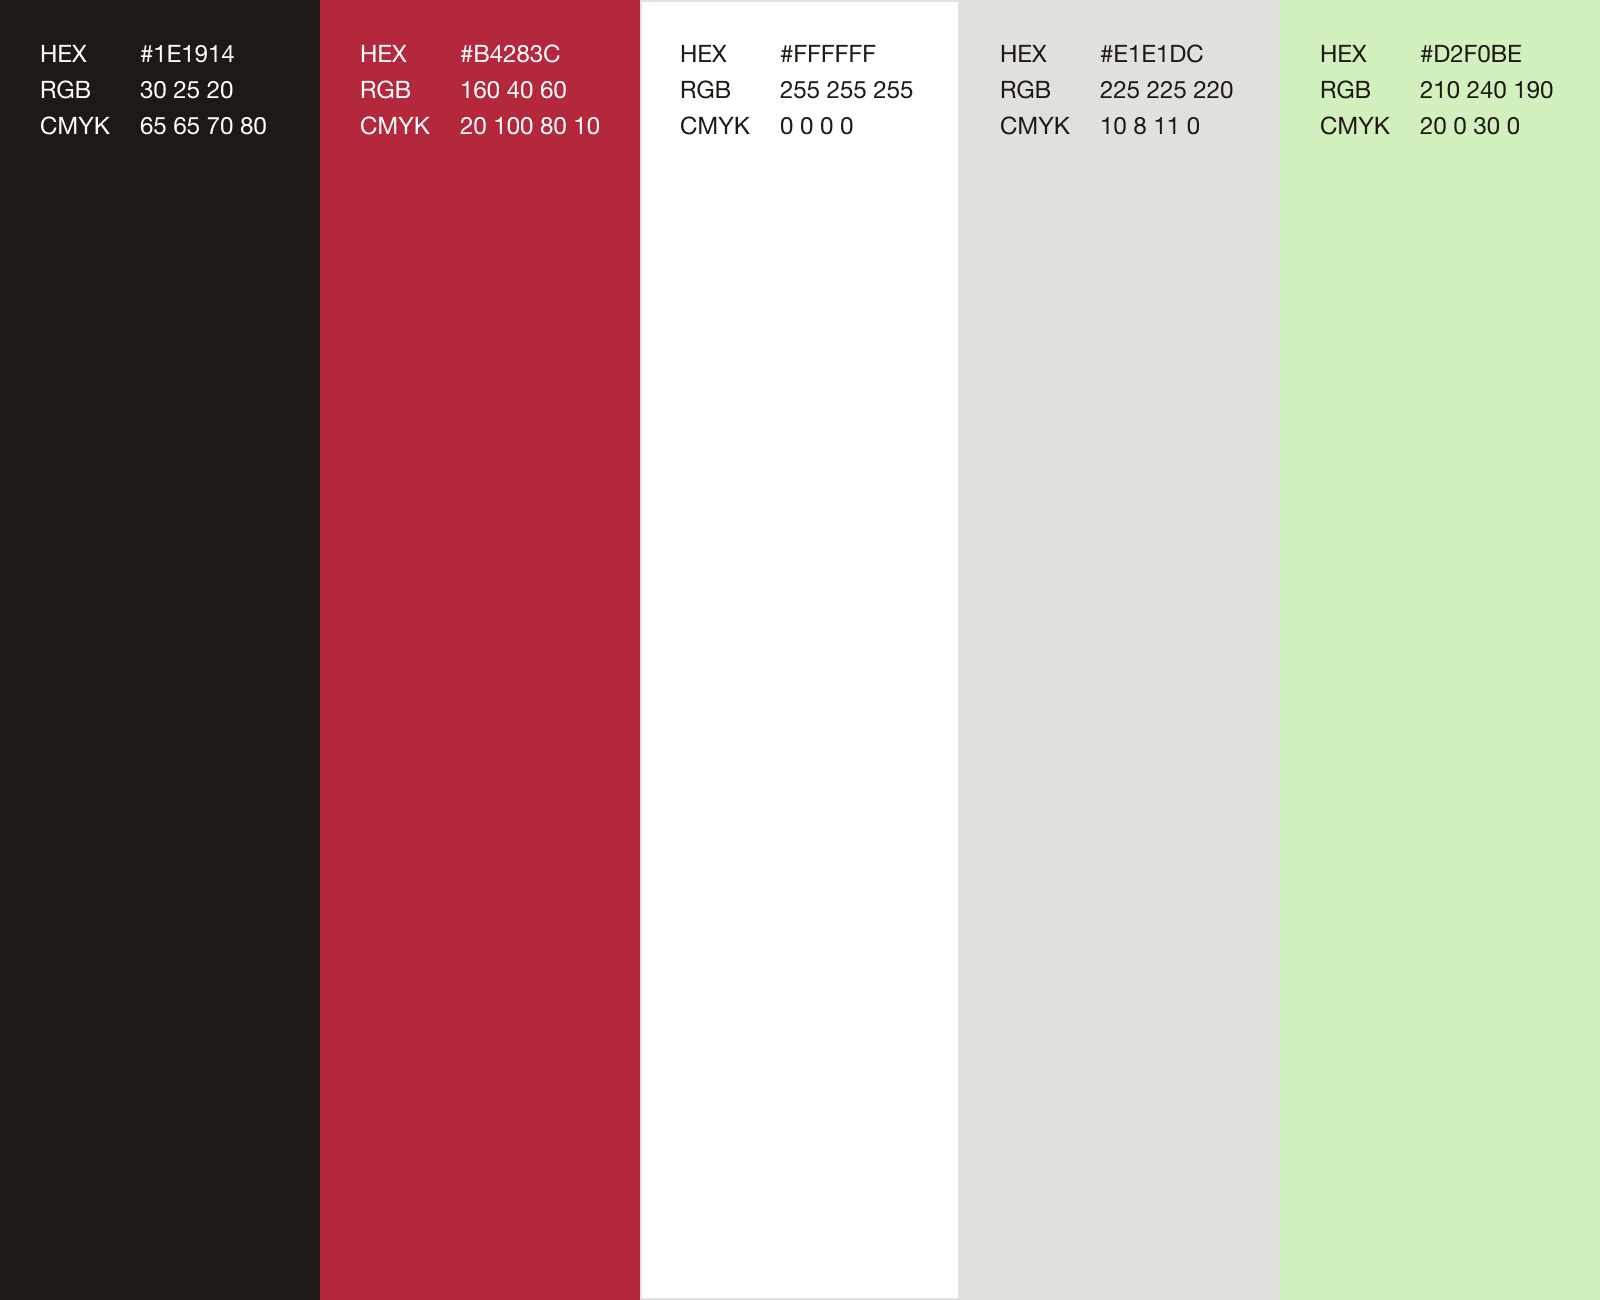 HEX #1E1914
RGB 30 25 20
CMYK 65 65 70 80
HEX #B4283C
RGB 160 40 60
CMYK 20 100 80 10
HEX #FFFFFF
RGB 255 255 255
CMYK 0 0 0 0
HEX #E1E1DC
RGB 225 225 220
CMYK 10 8 11 0
HEX #D2F0BE
RGB 210 240 190
CMYK 20 0 30 0